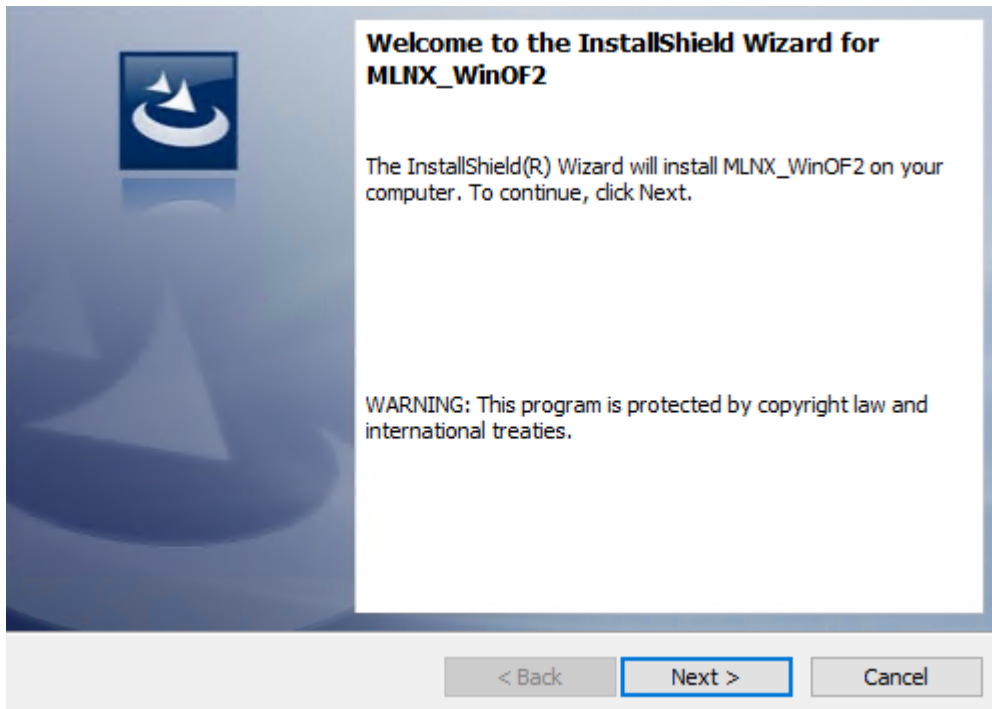 Welcome to the InstallShield Wizard for
MLNX_WinOF2
The InstallShield(R) Wizard will install MLNX_WinOF2 on your
computer. To continue, click Next.
WARNING: This program is protected by copyright law and
international treaties.
< Back
Next >
Cancel